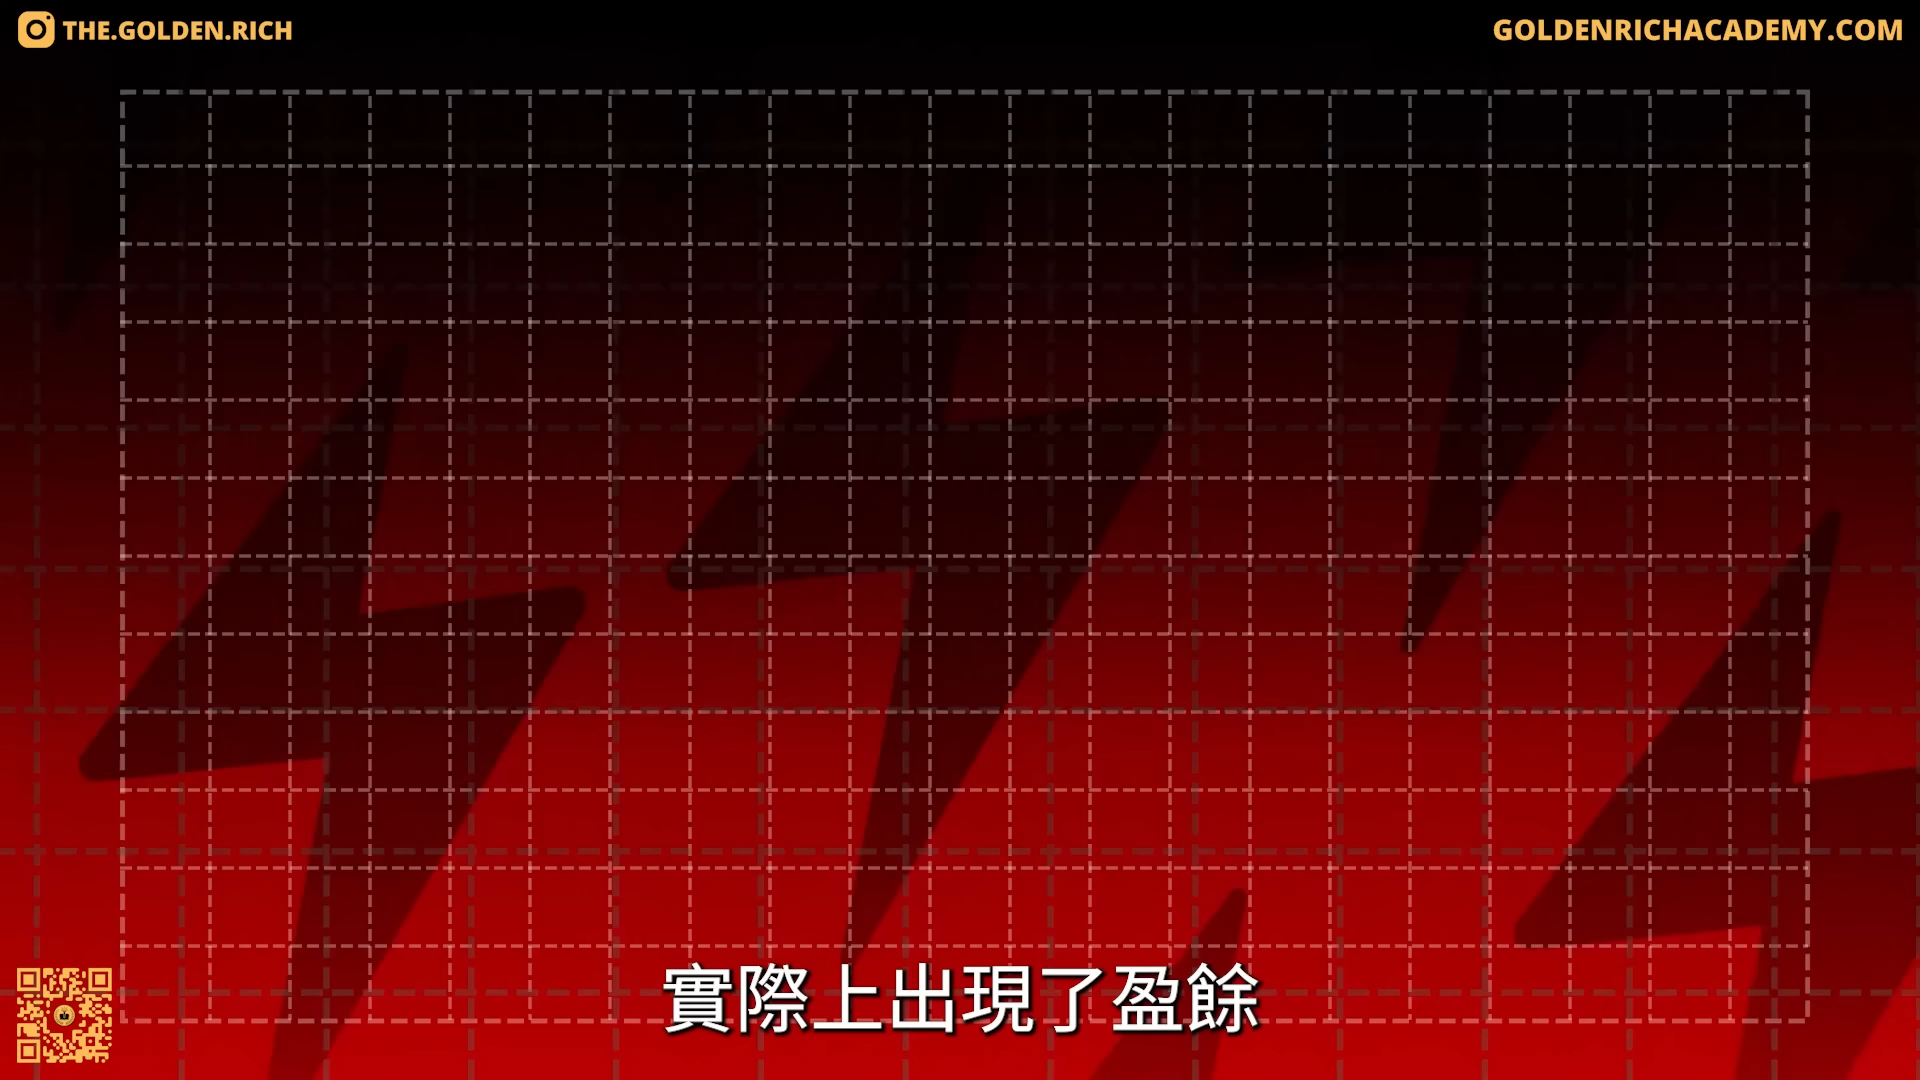 THE.GOLDEN.RICH
GOLDENRICHACADEMY.COM
實際上出現了盈餘